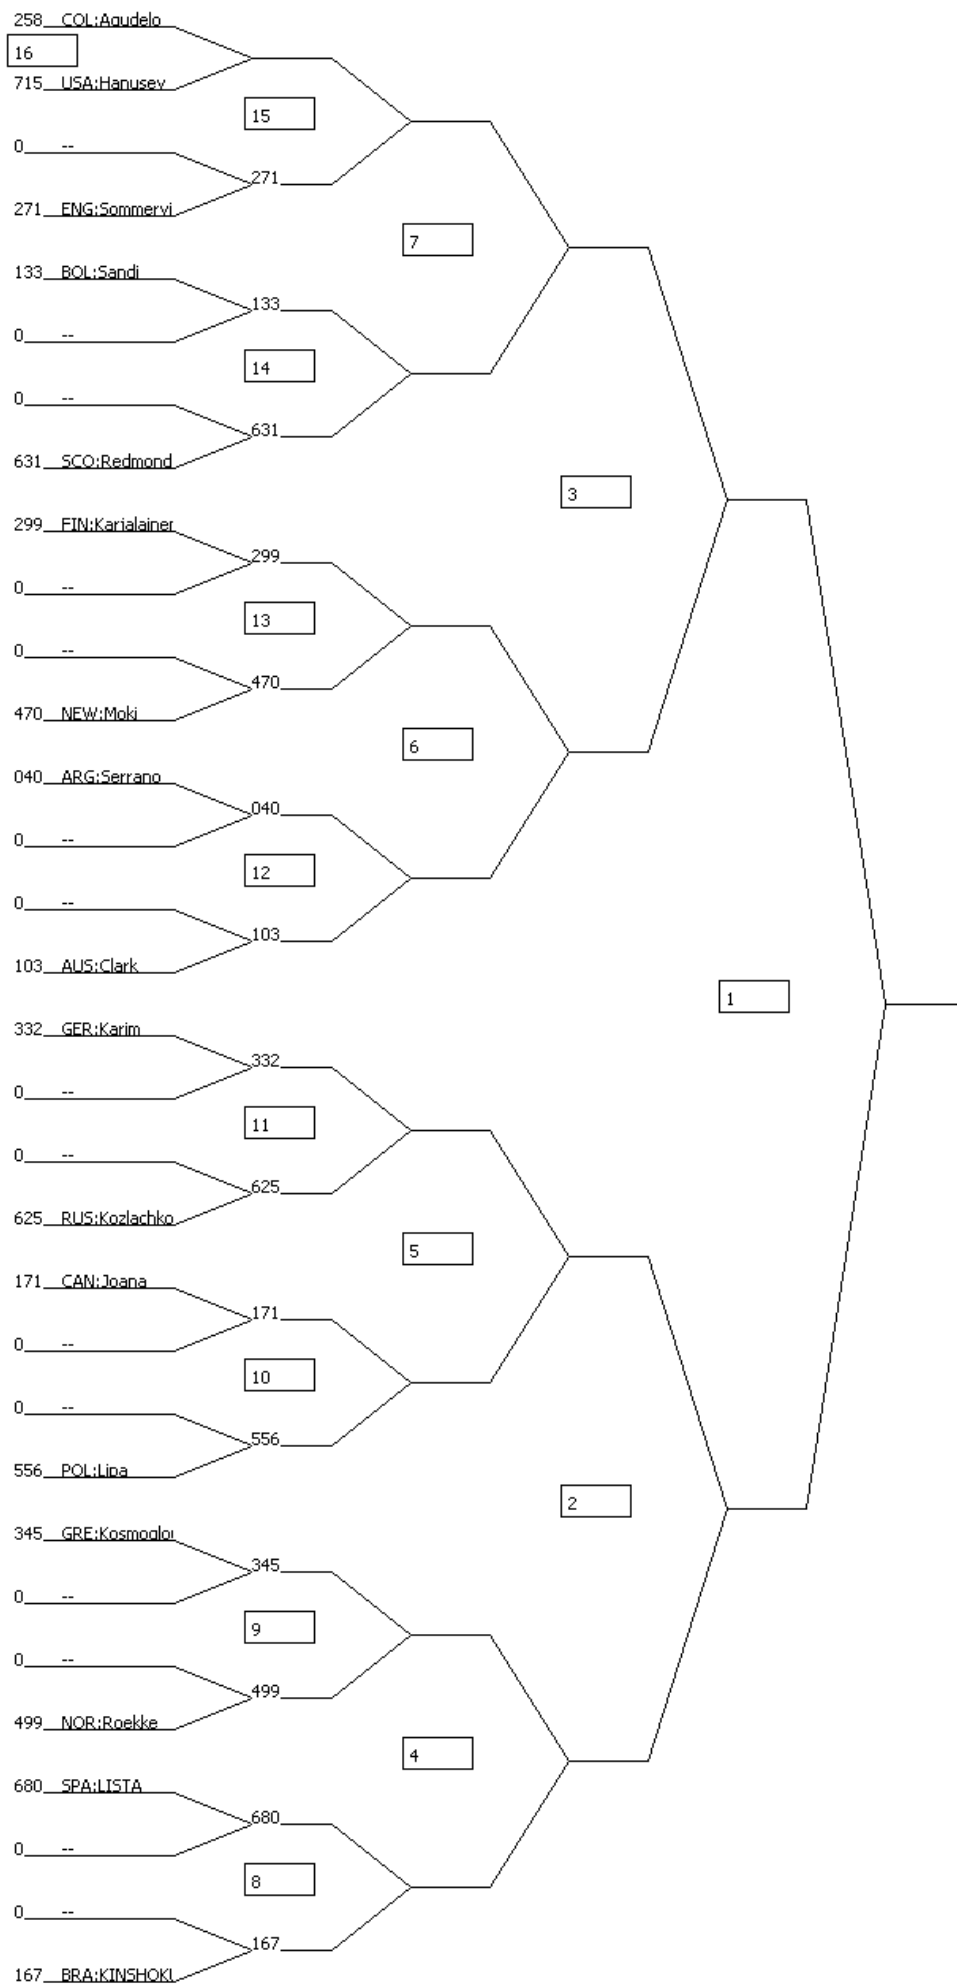 258 COL:Agudelo
16
715 USA:Hanusev
15
0 --
271
271 ENG:Sommervi
7
133 BOL:Sandi
133
0 --
14
0 --
631
631 SCO:Redmond
3
299 FIN:Karjalainer
299
0 --
13
0 --
470
470 NEW:Moki
6
040 ARG:Serrano
040
0 --
12
0 --
103
103 AUS:Clark
1
332 GER:Karim
332
0 --
11
0 --
625
625 RUS:Kozlachko
5
171 CAN:Joana
171
0 --
10
0 --
556
556 POL:Lipa
2
345 GRE:Kosmoglou
345
0 --
9
0 --
499
499 NOR:Roekke
4
680 SPA:LISTA
680
0 --
8
0 --
167
167 BRA:KINSHOKU